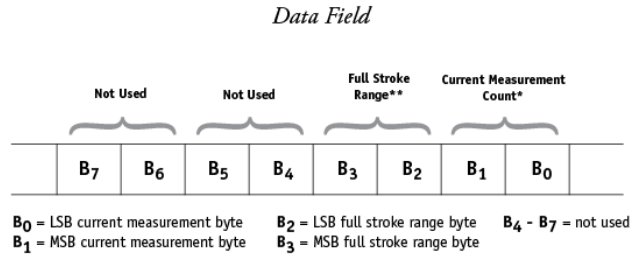 Data Field
Not Used
Not Used
Full Stroke
Range**
Current Measurement
Count*
B7 B6 B5 B4 B3 B2 B1 B0
B0 = LSB current measurement byte
B1 = MSB current measurement byte
B2 = LSB full stroke range byte
B3 = MSB full stroke range byte
B4 - B7 = not used